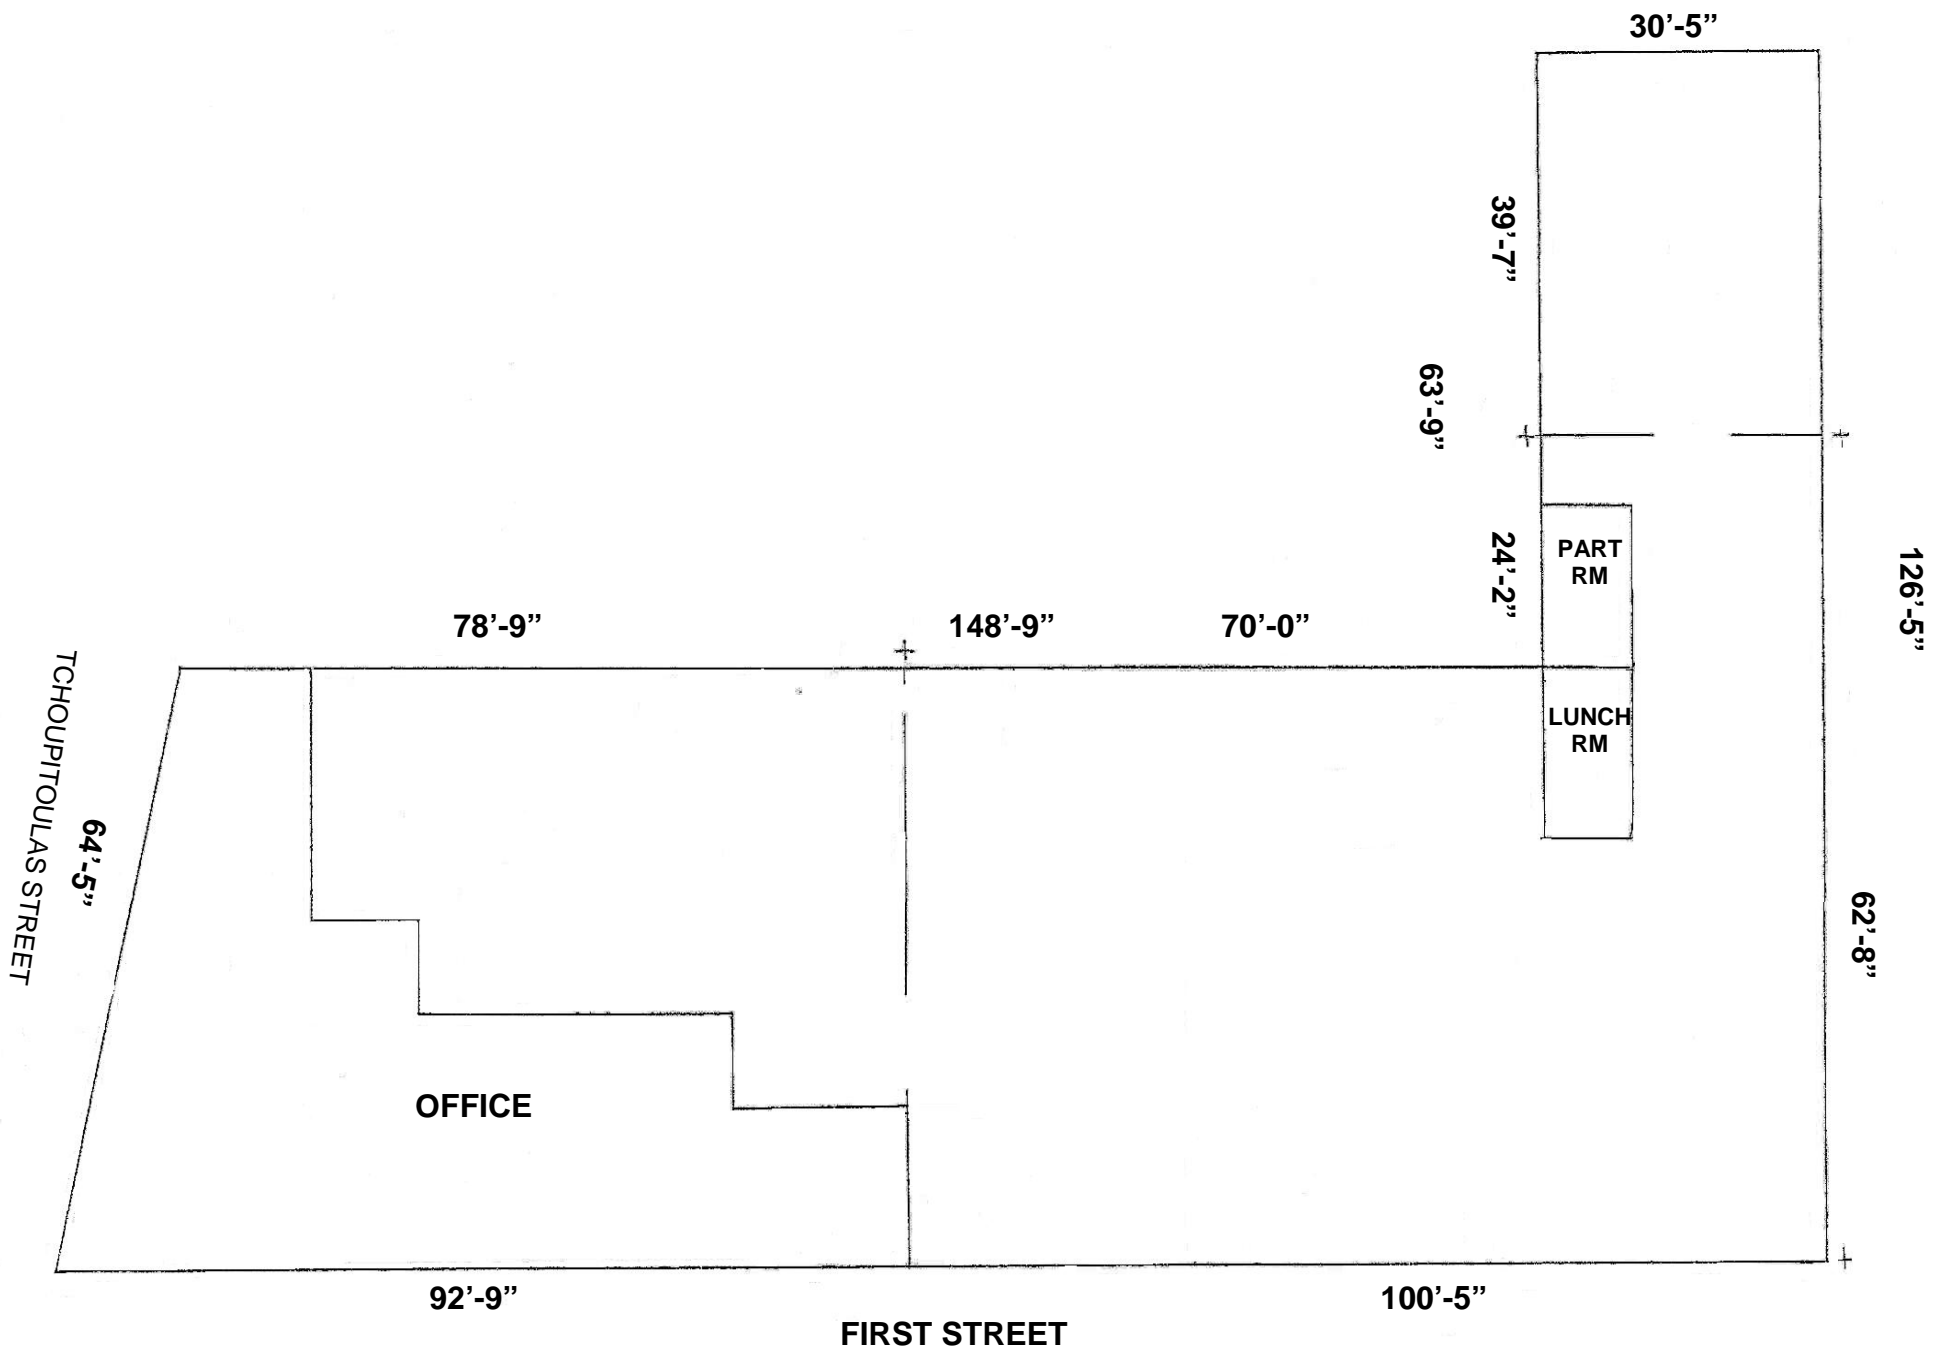 30’-5”
39’-7”
63’-9”
24’-2”
PART
RM
126’-5”
78’-9”
148’-9”
70’-0”
LUNCH
RM
TCHOUPITOULAS STREET
64’-5”
62’-8”
OFFICE
92’-9”
100’-5”
FIRST STREET